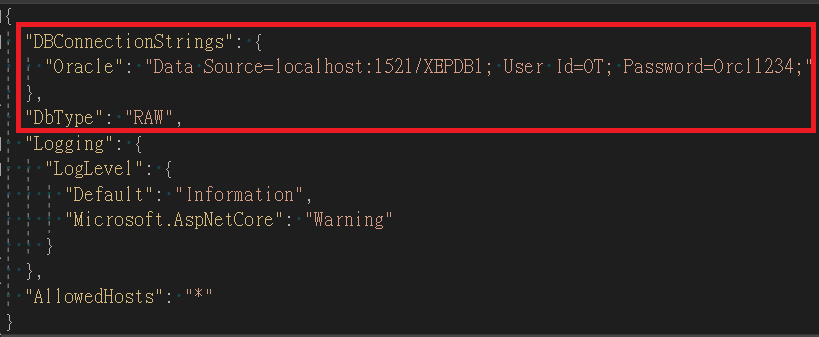 {
"DBConnectionStrings": {
"Oracle": "Data Source=localhost:1521/XEPDB1; User Id=OT; Password=Orcl1234;"
},
"DbType": "RAW",
"Logging": {
"LogLevel": {
"Default": "Information",
"Microsoft.AspNetCore": "Warning"
}
},
"AllowedHosts": "*"
}